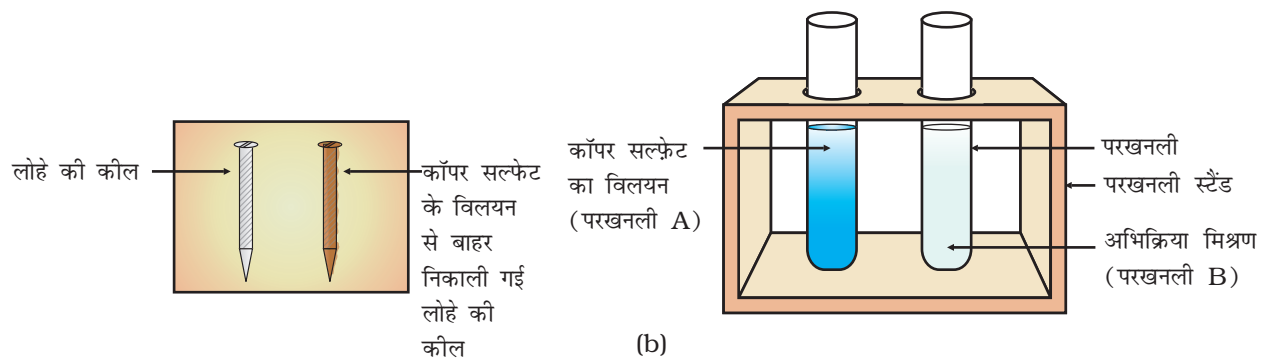 लोहे की कील
कॉपर सल्फेट
के विलयन
से बाहर
निकाली गई
लोहे की
कील
कॉपर सल्फ़ेट
का विलयन
(परखनली A)
परखनली
परखनली स्टैंड
अभिक्रिया मिश्रण
(परखनली B)
(b)